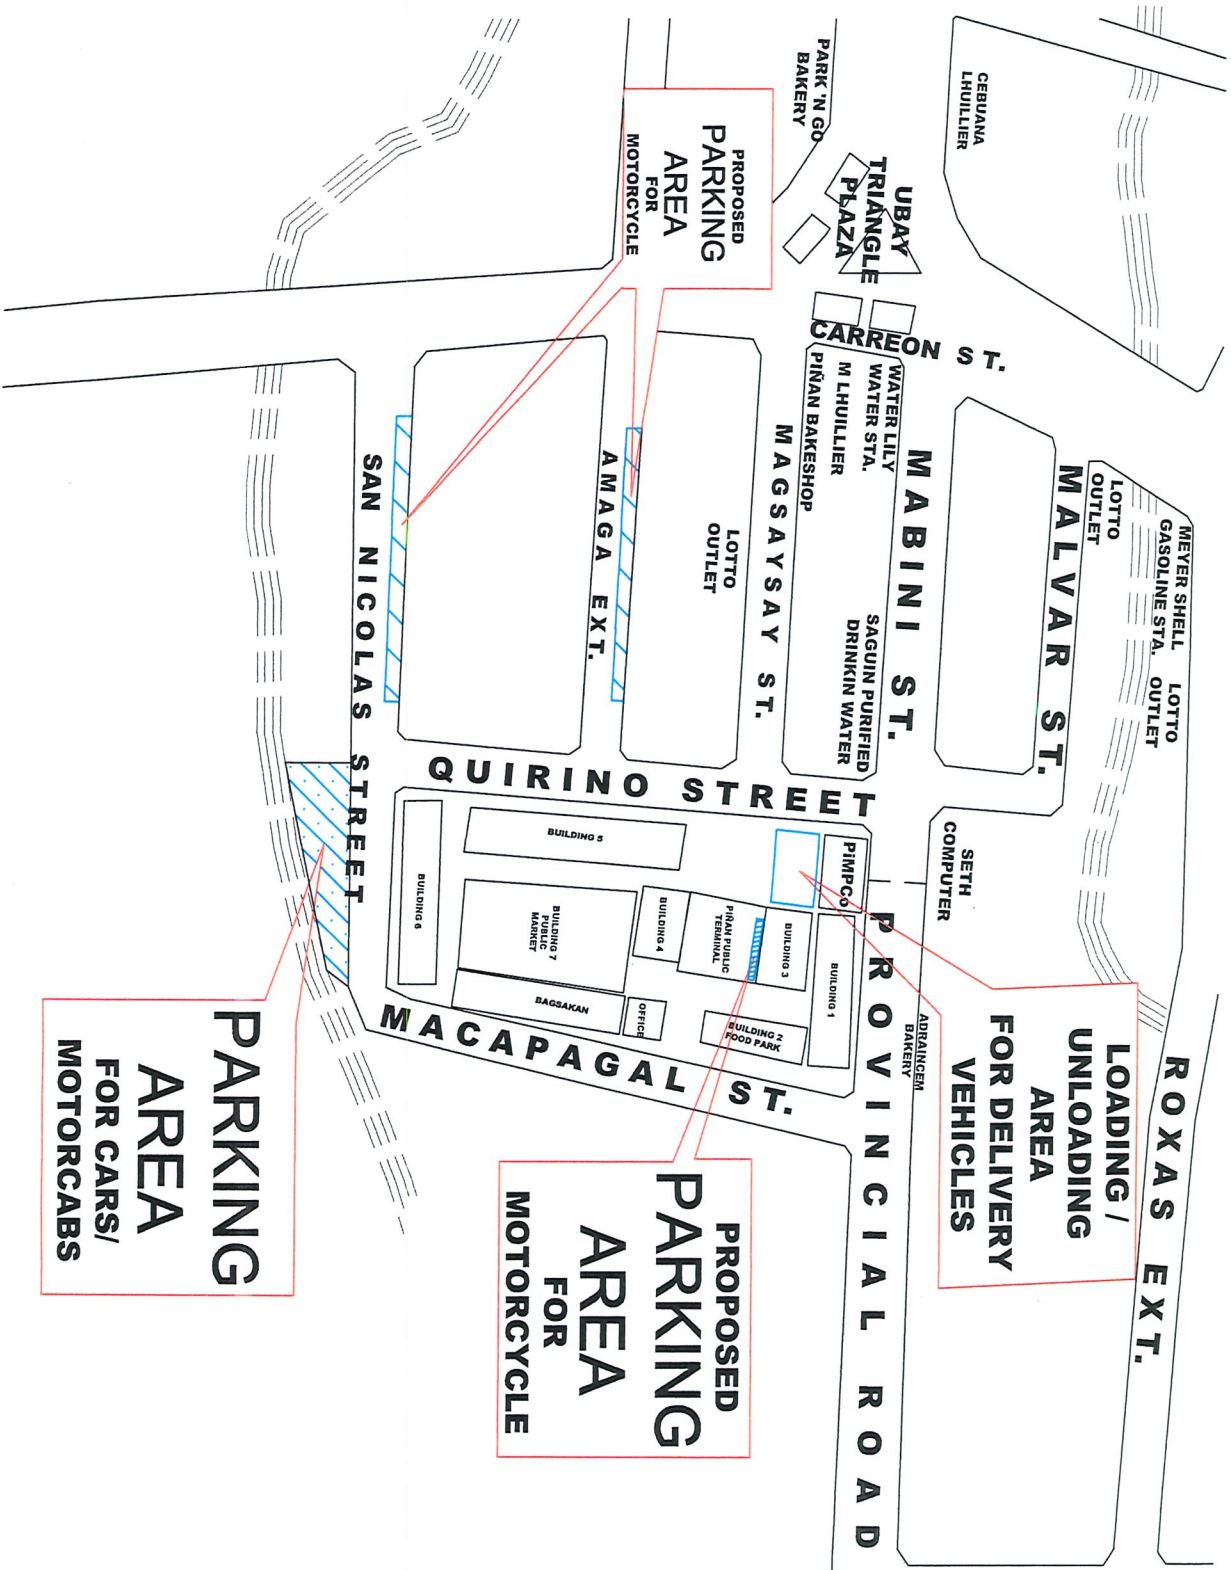 CEBUANA
LHUILLIER
PARK 'N GO
BAKERY
UBAY
TRIANGLE
PLAZA
CARREON ST.
PROPOSED
PARKING
AREA
FOR
MOTORCYCLE
WATER LILY
WATER STA.
M LHUILLIER
PIÑAN BAKESHOP
SAGUIN PURIFIED
DRINKIN WATER
MABINI ST.
MALVAR ST.
LOTTO
OUTLET
MEYER SHELL
GASOLINE STA.
LOTTO
OUTLET
MAGSAYSAY ST.
LOTTO
OUTLET
AMAGA EXT.
SAN NICOLAS STREET
QUIRINO STREET
SETH
COMPUTER
PiMPCO
BUILDING 1
BUILDING 3
PIÑAN PUBLIC
TERMINAL
BUILDING 4
BUILDING 5
BUILDING 7
PUBLIC
MARKET
BUILDING 6
BAGSAKAN
OFFICE
BUILDING 2
FOOD PARK
MACAPAGAL ST.
ADRAINCEM
BAKERY
PROVINCIAL ROAD
ROXAS EXT.
LOADING /
UNLOADING
AREA
FOR DELIVERY
VEHICLES
PROPOSED
PARKING
AREA
FOR
MOTORCYCLE
PARKING
AREA
FOR CARS/
MOTORCABS